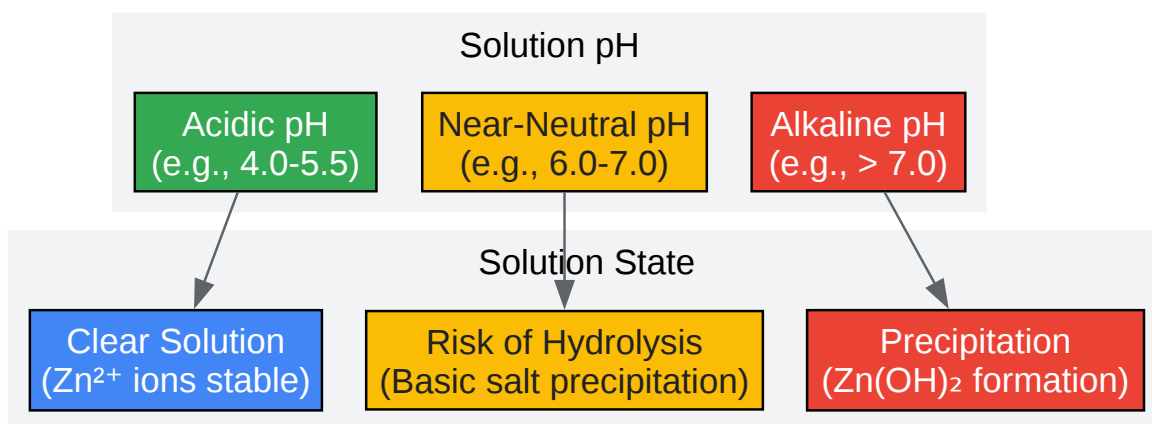 Solution pH
Acidic pH
(e.g., 4.0-5.5)
Near-Neutral pH
(e.g., 6.0-7.0)
Alkaline pH
(e.g., > 7.0)
Solution State
Clear Solution
(Zn²⁺ ions stable)
Risk of Hydrolysis
(Basic salt precipitation)
Precipitation
(Zn(OH)₂ formation)